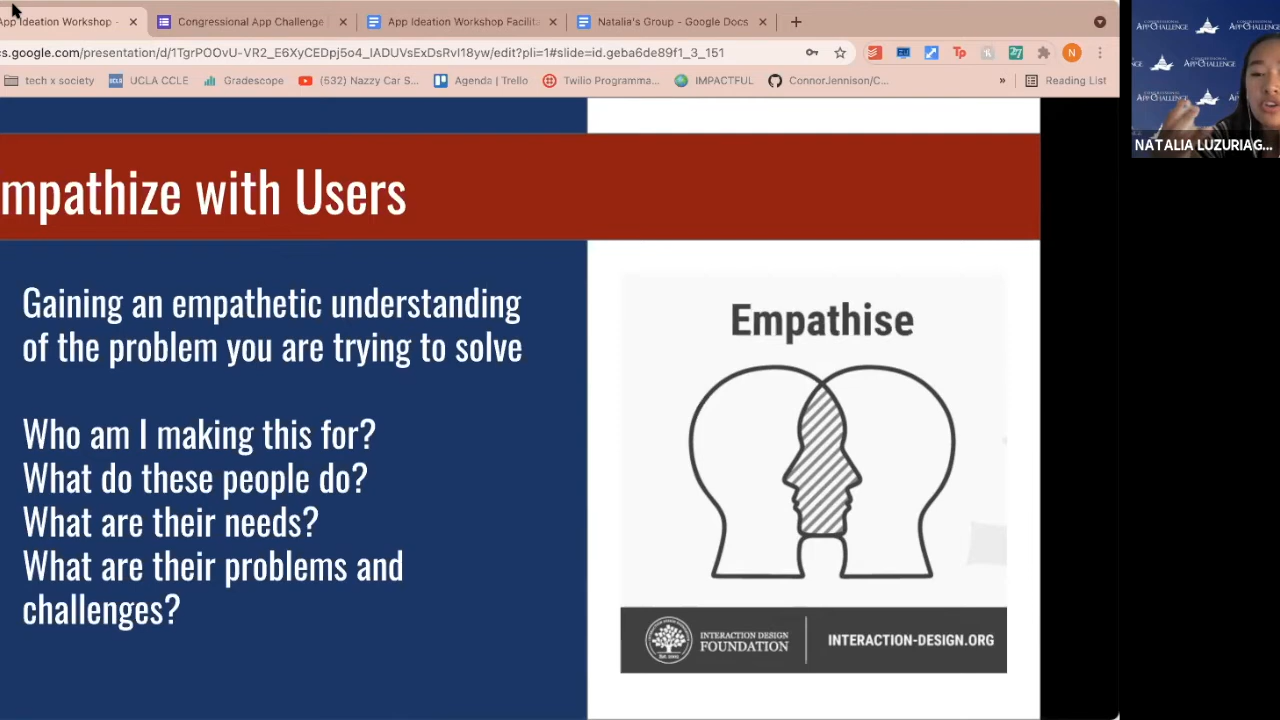 App Ideation Workshop -
Congressional App Challenge
App Ideation Workshop Facilita
Natalia's Group - Google Docs
cs.google.com/presentation/d/1TgrPOOvU-VR2_E6XyCEDpj5o4_IADUVsExDsRvI18yw/edit?pli=1#slide=id.geba6de89f1_3_151
tech x society
UCLA CCLE
Gradescope
(532) Nazzy Car S...
Agenda | Trello
Twilio Programma...
IMPACTFUL
ConnorJennison/C...
»
Reading List
mpathize with Users
Gaining an empathetic understanding
of the problem you are trying to solve
Who am I making this for?
What do these people do?
What are their needs?
What are their problems and
challenges?
Empathise
INTERACTION DESIGN
FOUNDATION
INTERACTION-DESIGN.ORG
NATALIA LUZURIAG...